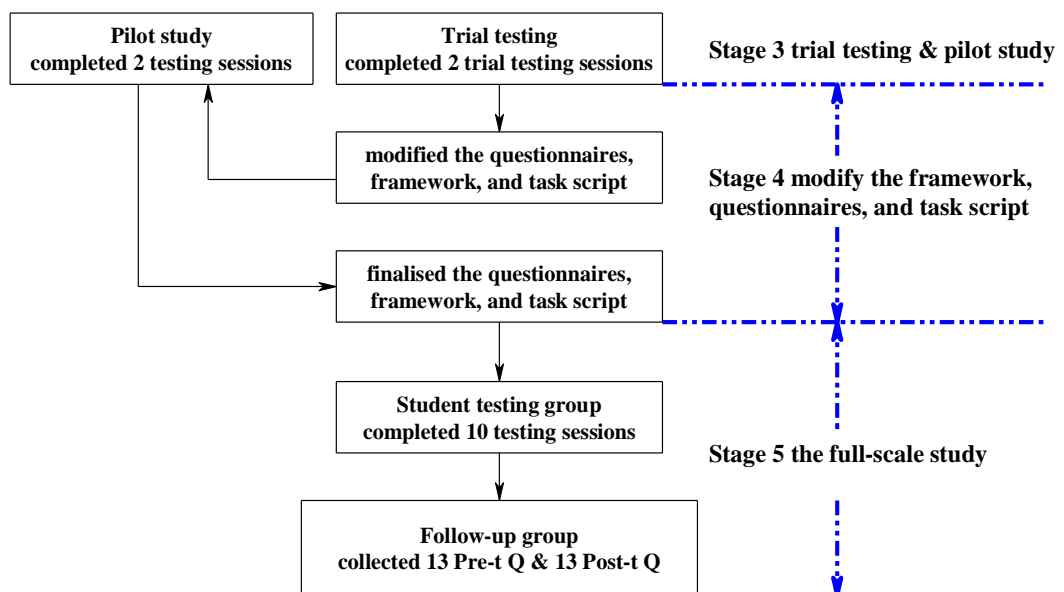 Pilot study
completed 2 testing sessions
Trial testing
completed 2 trial testing sessions
Stage 3 trial testing & pilot study
modified the questionnaires,
framework, and task script
Stage 4 modify the framework,
questionnaires, and task script
finalised the questionnaires,
framework, and task script
Student testing group
completed 10 testing sessions
Stage 5 the full-scale study
Follow-up group
collected 13 Pre-t Q & 13 Post-t Q